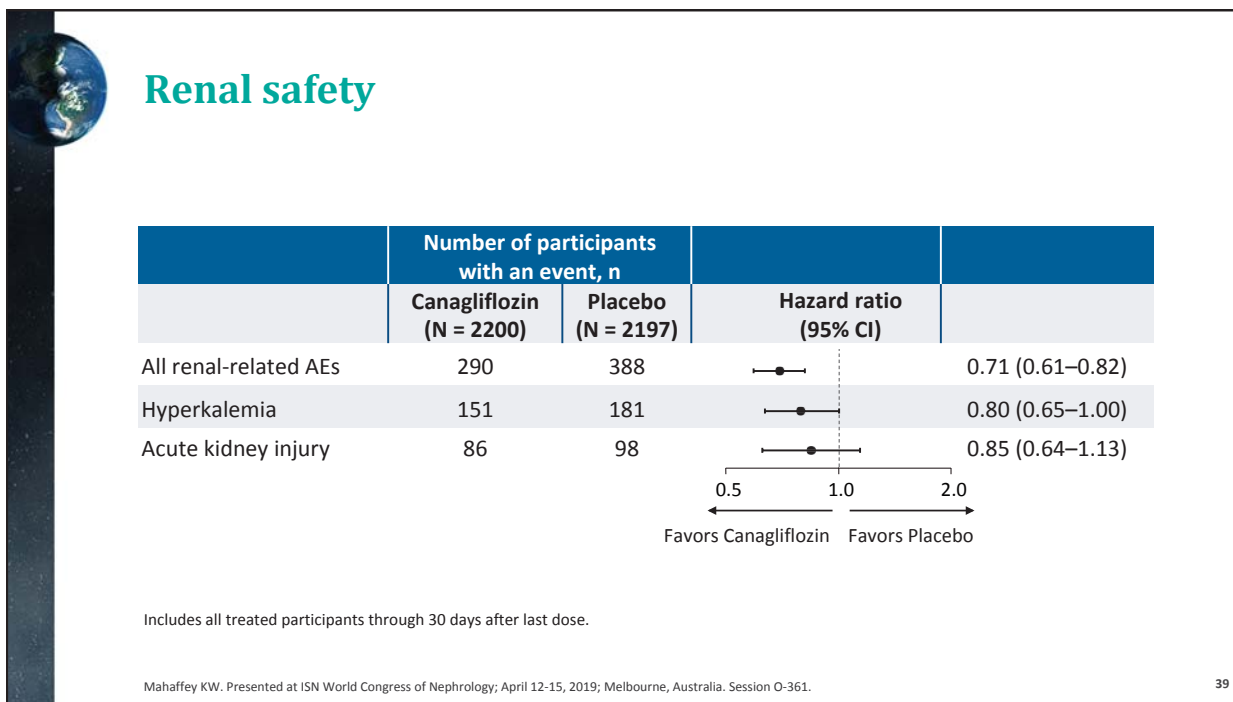 Renal safety
Number of participants
with an event, n
Canagliflozin
(N = 2200)
Placebo
(N = 2197)
Hazard ratio
(95% CI)
All renal-related AEs 290 388 0.71 (0.61–0.82)
Hyperkalemia 151 181 0.80 (0.65–1.00)
Acute kidney injury 86 98 0.85 (0.64–1.13)
0.5 1.0 2.0
Favors Canagliflozin Favors Placebo
Includes all treated participants through 30 days after last dose.
Mahaffey KW. Presented at ISN World Congress of Nephrology; April 12-15, 2019; Melbourne, Australia. Session O-361.
39